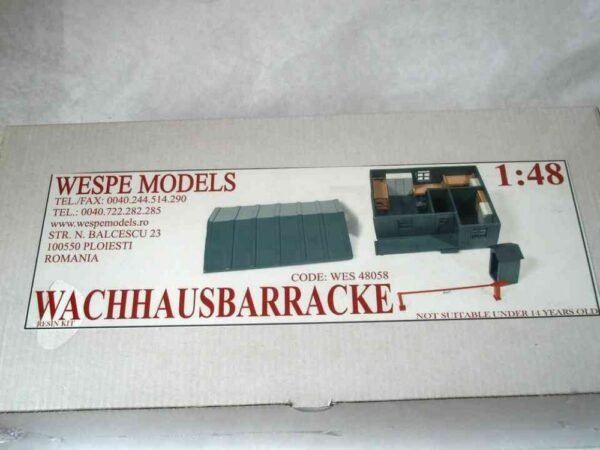 WESPE MODELS
TEL./FAX: 0040.244.514.290
TEL.: 0040.722.282.285
www.wespemodels.ro
STR. N. BALCESCU 23
100550 PLOIESTI
ROMANIA
1:48
CODE: WES 48058
WACHHAUSBARRACKE
RESIN KIT
NOT SUITABLE UNDER 14 YEARS OLD